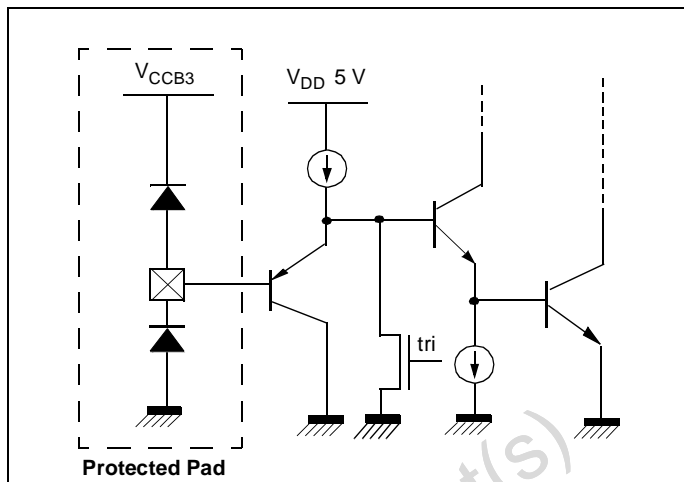 V_CCB3
V_DD 5 V
tri
Protected Pad
t(s)